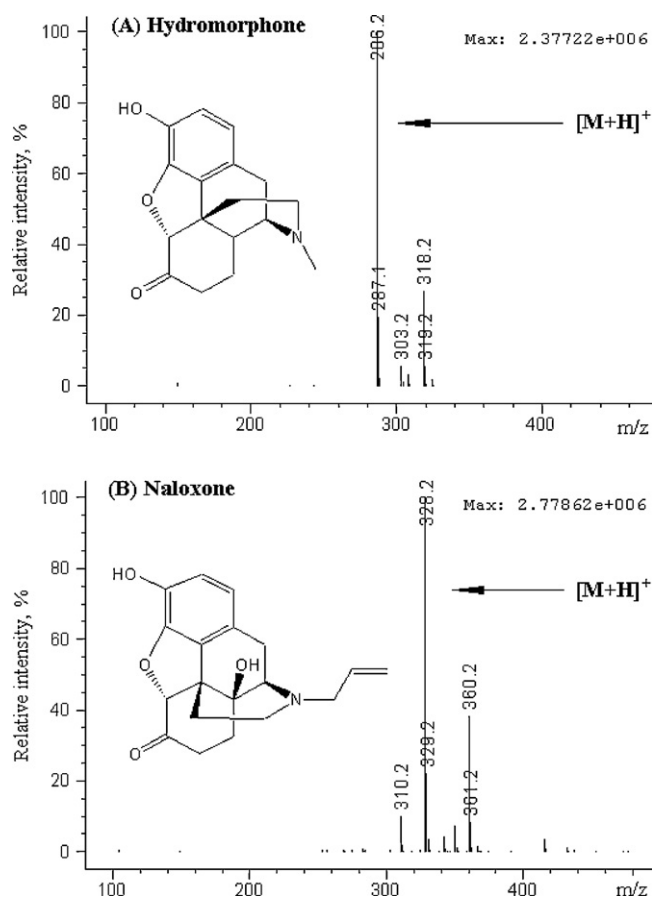 (A) Hydromorphone
Max: 2.37722e+006
286.2
[M+H]+
HO
O
N
O
287.1
303.2
318.2
319.2
Relative intensity, %
100
80
60
40
20
0
100
200
300
400
m/z
(B) Naloxone
Max: 2.77862e+006
328.2
[M+H]+
HO
O
OH
N
O
310.2
329.2
360.2
361.2
Relative intensity, %
100
80
60
40
20
0
100
200
300
400
m/z